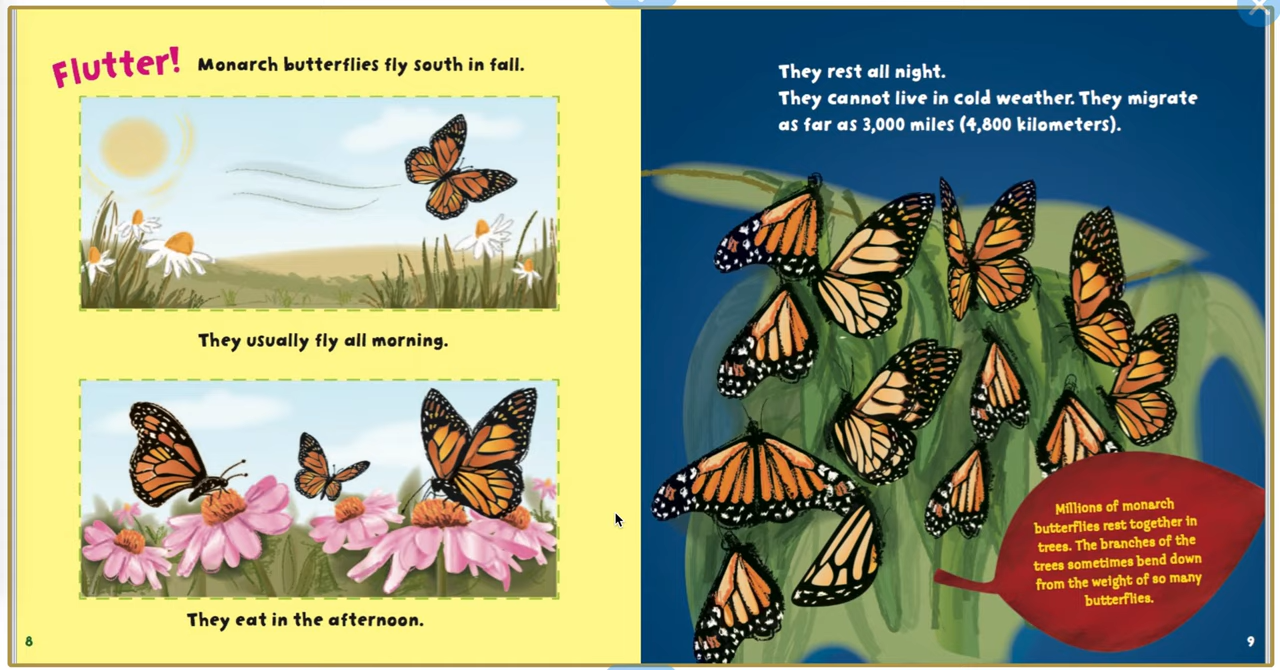 Flutter! Monarch butterflies fly south in fall.
They usually fly all morning.
They eat in the afternoon.
8
They rest all night.
They cannot live in cold weather. They migrate
as far as 3,000 miles (4,800 kilometers).
Millions of monarch
butterflies rest together in
trees. The branches of the
trees sometimes bend down
from the weight of so many
butterflies.
9